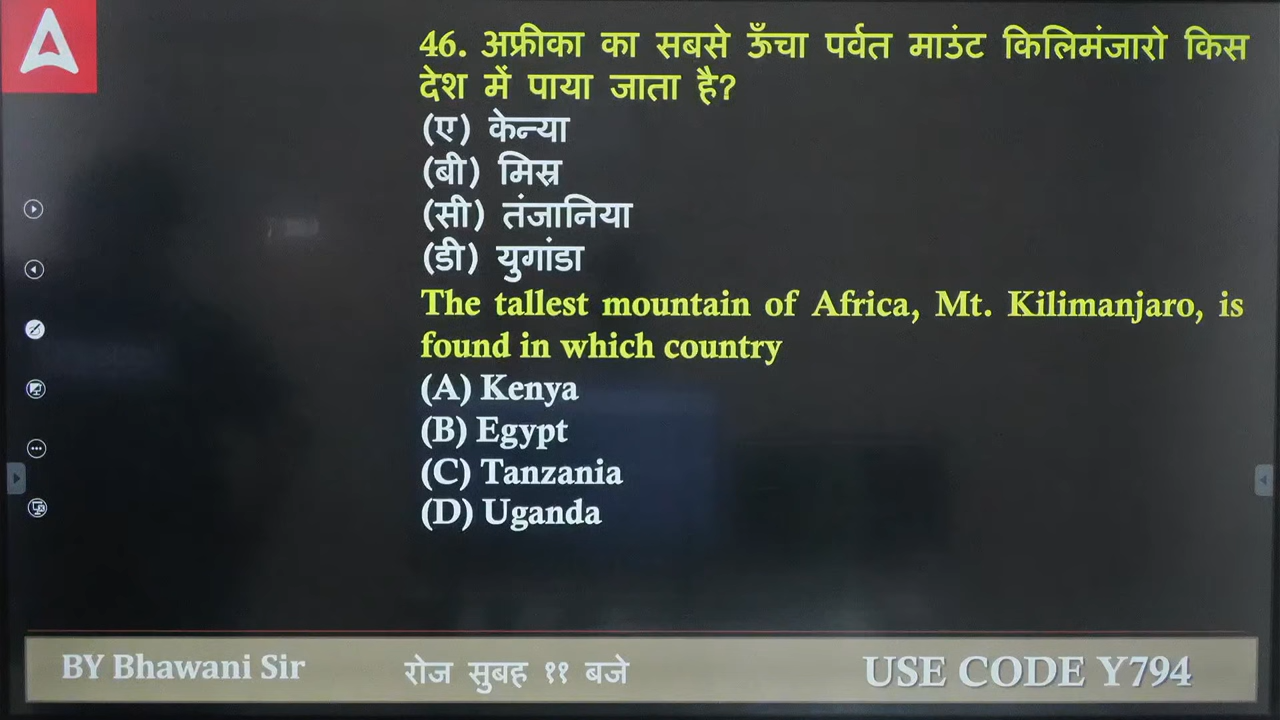 46. अफ्रीका का सबसे ऊँचा पर्वत माउंट किलिमंजारो किस
देश में पाया जाता है?
(ए) केन्या
(बी) मिस्र
(सी) तंजानिया
(डी) युगांडा
The tallest mountain of Africa, Mt. Kilimanjaro, is
found in which country
(A) Kenya
(B) Egypt
(C) Tanzania
(D) Uganda
BY Bhawani Sir रोज सुबह ११ बजे USE CODE Y794